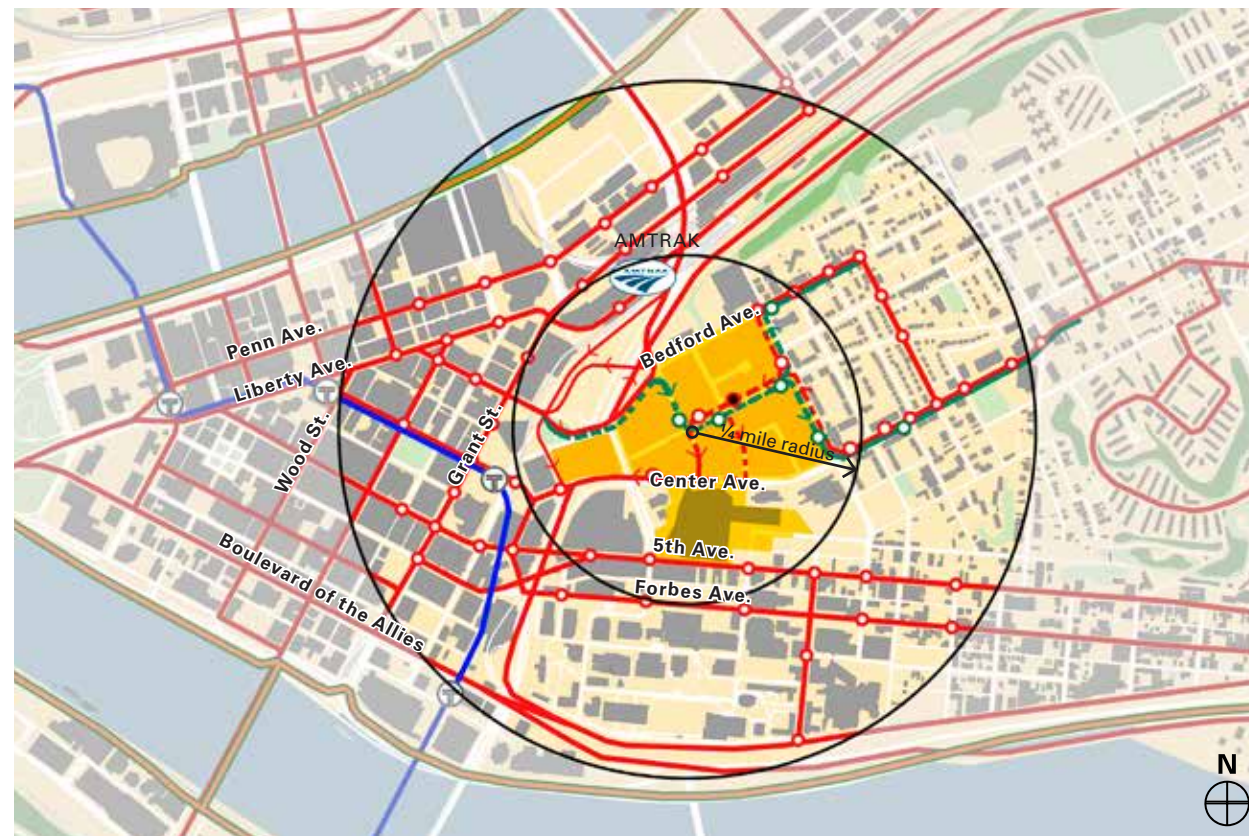 AMTRAK
AMTRAK
Bedford Ave.
Penn Ave.
Liberty Ave.
T
T
T
T
Wood St.
Grant St.
¼ mile radius
Center Ave.
5th Ave.
Forbes Ave.
Boulevard of the Allies
N